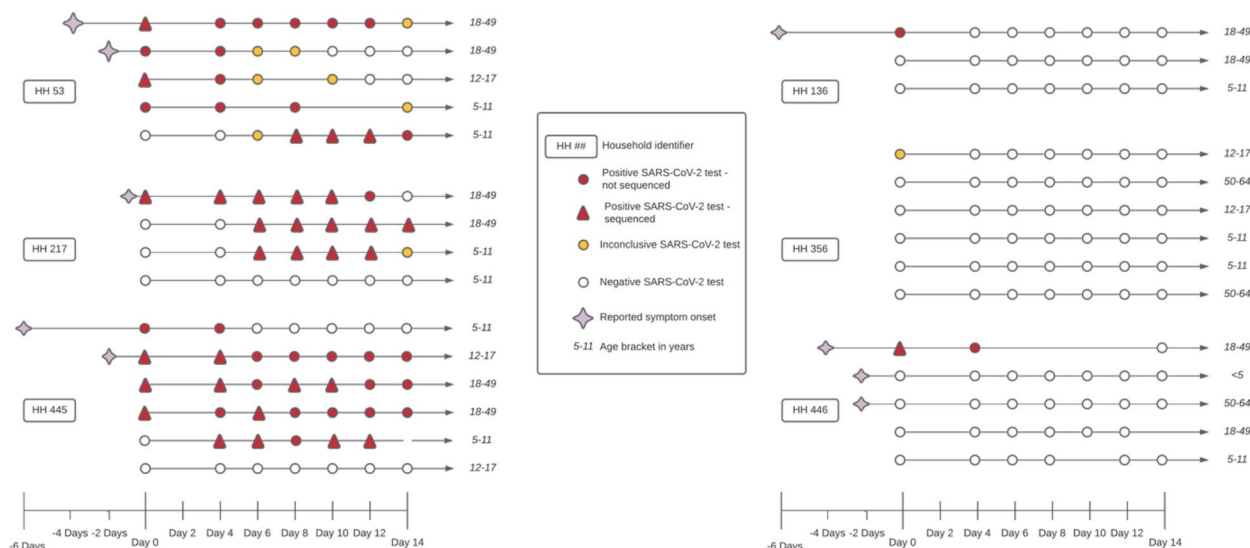 18-49
18-49
12-17
HH 53
5-11
5-11
18-49
18-49
HH 217
5-11
5-11
5-11
12-17
18-49
HH 445
18-49
5-11
12-17
-6 Days
-4 Days
-2 Days
Day 0
Day 2
Day 4
Day 6
Day 8
Day 10
Day 12
Day 14
HH ##
Household identifier
Positive SARS-CoV-2 test -
not sequenced
Positive SARS-CoV-2 test -
sequenced
Inconclusive SARS-CoV-2 test
Negative SARS-CoV-2 test
Reported symptom onset
5-11 Age bracket in years
18-49
18-49
HH 136
5-11
12-17
50-64
12-17
HH 356
5-11
5-11
50-64
18-49
<5
HH 446
50-64
18-49
5-11
-6 Days
-4 Days
-2 Days
Day 0
Day 2
Day 4
Day 6
Day 8
Day 10
Day 12
Day 14